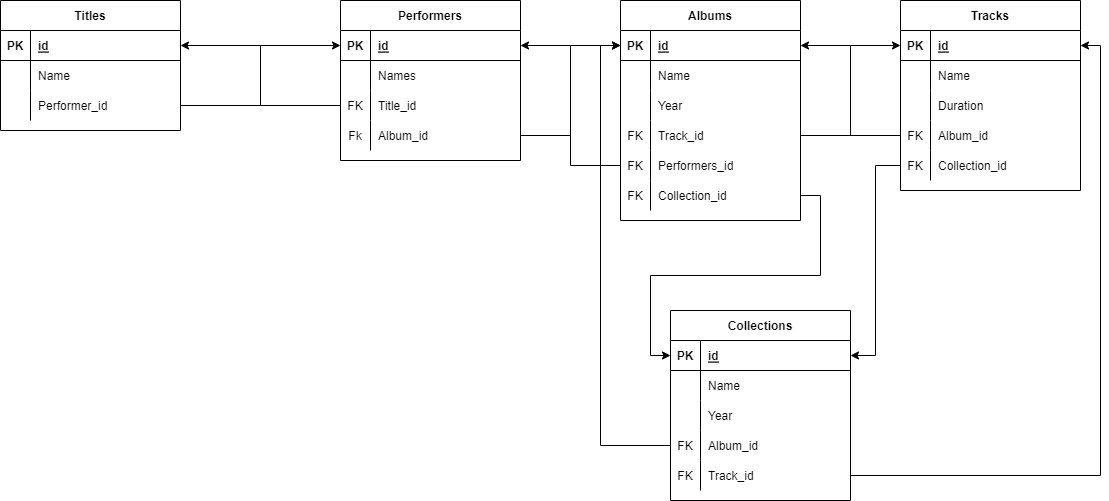 Titles
PK id
Name
Performer_id
Performers
PK id
Names
FK Title_id
Fk Album_id
Albums
PK id
Name
Year
FK Track_id
FK Performers_id
FK Collection_id
Tracks
PK id
Name
Duration
FK Album_id
FK Collection_id
Collections
PK id
Name
Year
FK Album_id
FK Track_id